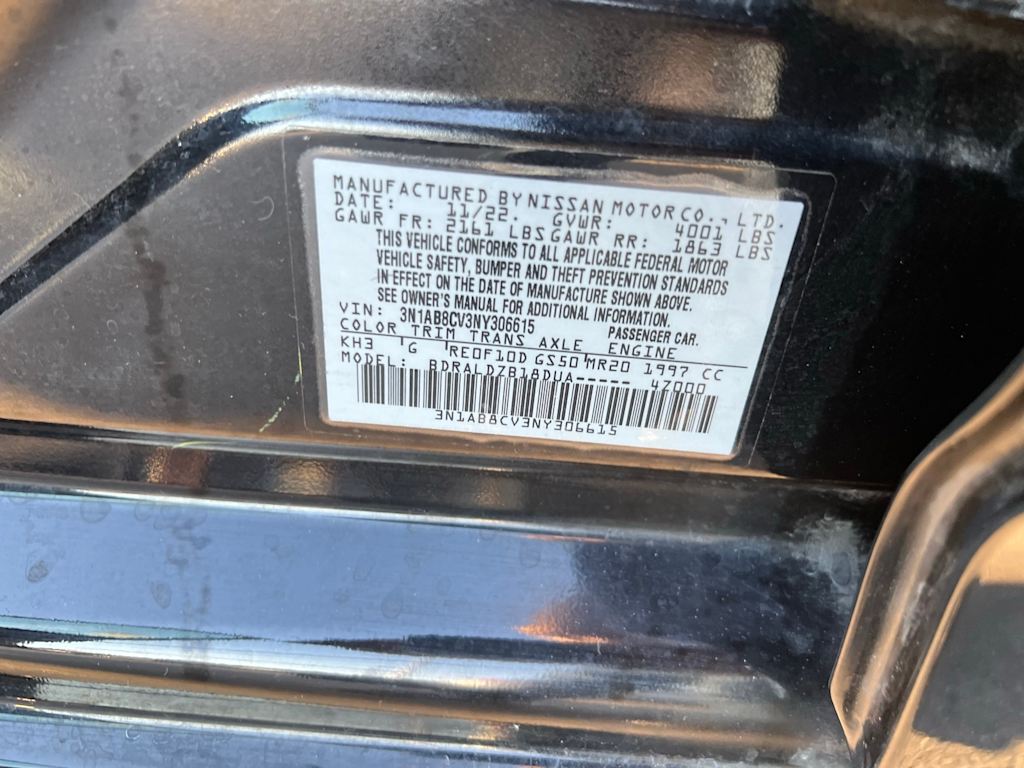 MANUFACTURED BY NISSAN MOTOR CO., LTD.
DATE: 11/22. GVWR: 4001 LBS
GAWR FR: 2161 LBS GAWR RR: 1863 LBS
THIS VEHICLE CONFORMS TO ALL APPLICABLE FEDERAL MOTOR
VEHICLE SAFETY, BUMPER AND THEFT PREVENTION STANDARDS
IN EFFECT ON THE DATE OF MANUFACTURE SHOWN ABOVE.
SEE OWNER'S MANUAL FOR ADDITIONAL INFORMATION.
VIN: 3N1AB8CV3NY306615 PASSENGER CAR.
COLOR TRIM TRANS AXLE ENGINE
KH3 G RE0F10D GS50 MR20 1997 CC
MODEL: BDRALDZB18DUA----- 4Z000
3N1AB8CV3NY306615